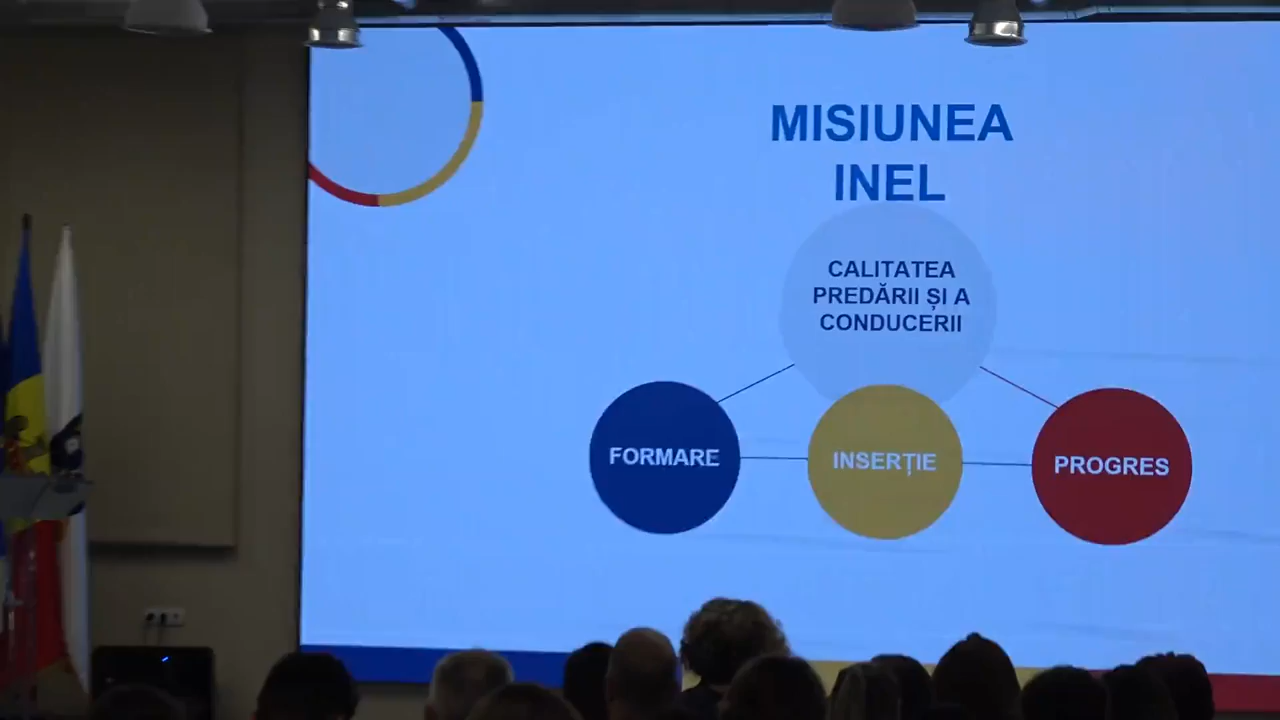 MISIUNEA
INEL
CALITATEA
PREDĂRII ȘI A
CONDUCERII
FORMARE
INSERȚIE
PROGRES